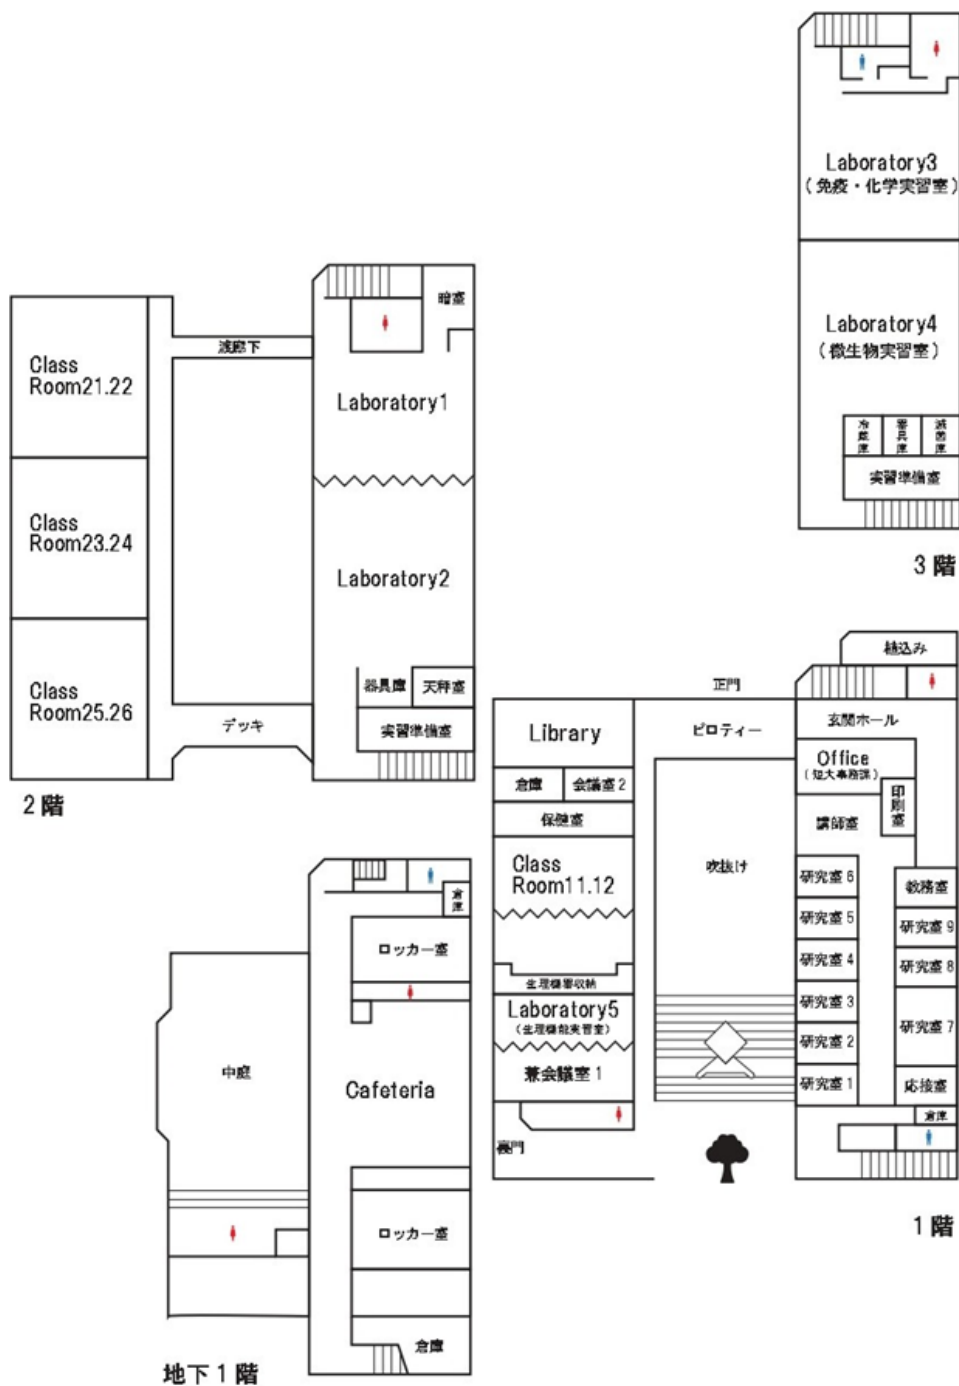 Laboratory3
(免疫・化学実習室)
Laboratory4
(微生物実習室)
冷蔵庫
器具庫
滅菌庫
実習準備室
3階
暗室
渡廊下
Class
Room21.22
Laboratory1
Class
Room23.24
Laboratory2
Class
Room25.26
器具庫
天秤室
実習準備室
デッキ
2階
植込み
正門
玄関ホール
Library
ピロティー
Office
(短大事務課)
倉庫
会議室2
印刷室
保健室
講師室
Class
Room11.12
吹抜け
研究室6
教務室
研究室5
研究室9
研究室4
研究室8
生理機器収納
Laboratory5
(生理機能実習室)
研究室3
研究室7
研究室2
兼会議室1
研究室1
応接室
倉庫
裏門
1階
倉庫
ロッカー室
中庭
Cafeteria
ロッカー室
倉庫
地下1階